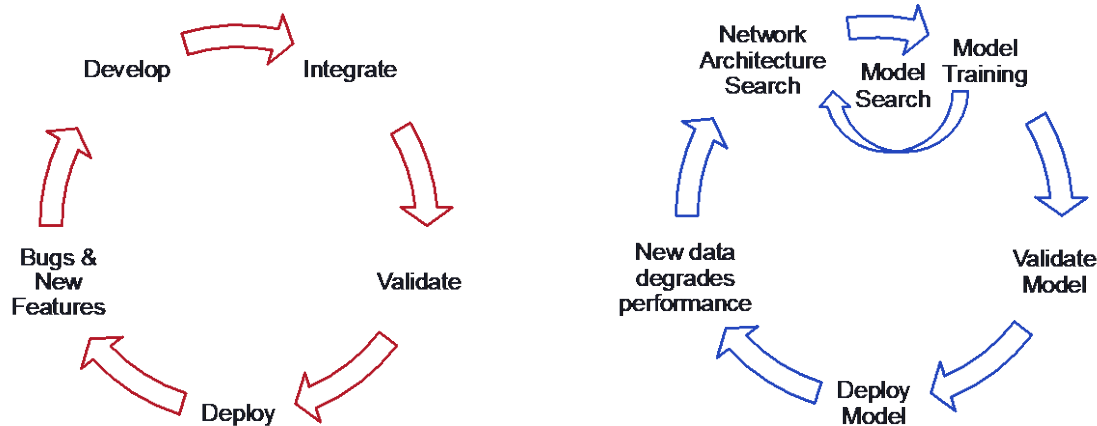 Develop
Integrate
Validate
Deploy
Bugs &
New
Features
Network
Architecture
Search
Model
Search
Model
Training
Validate
Model
Deploy
Model
New data
degrades
performance